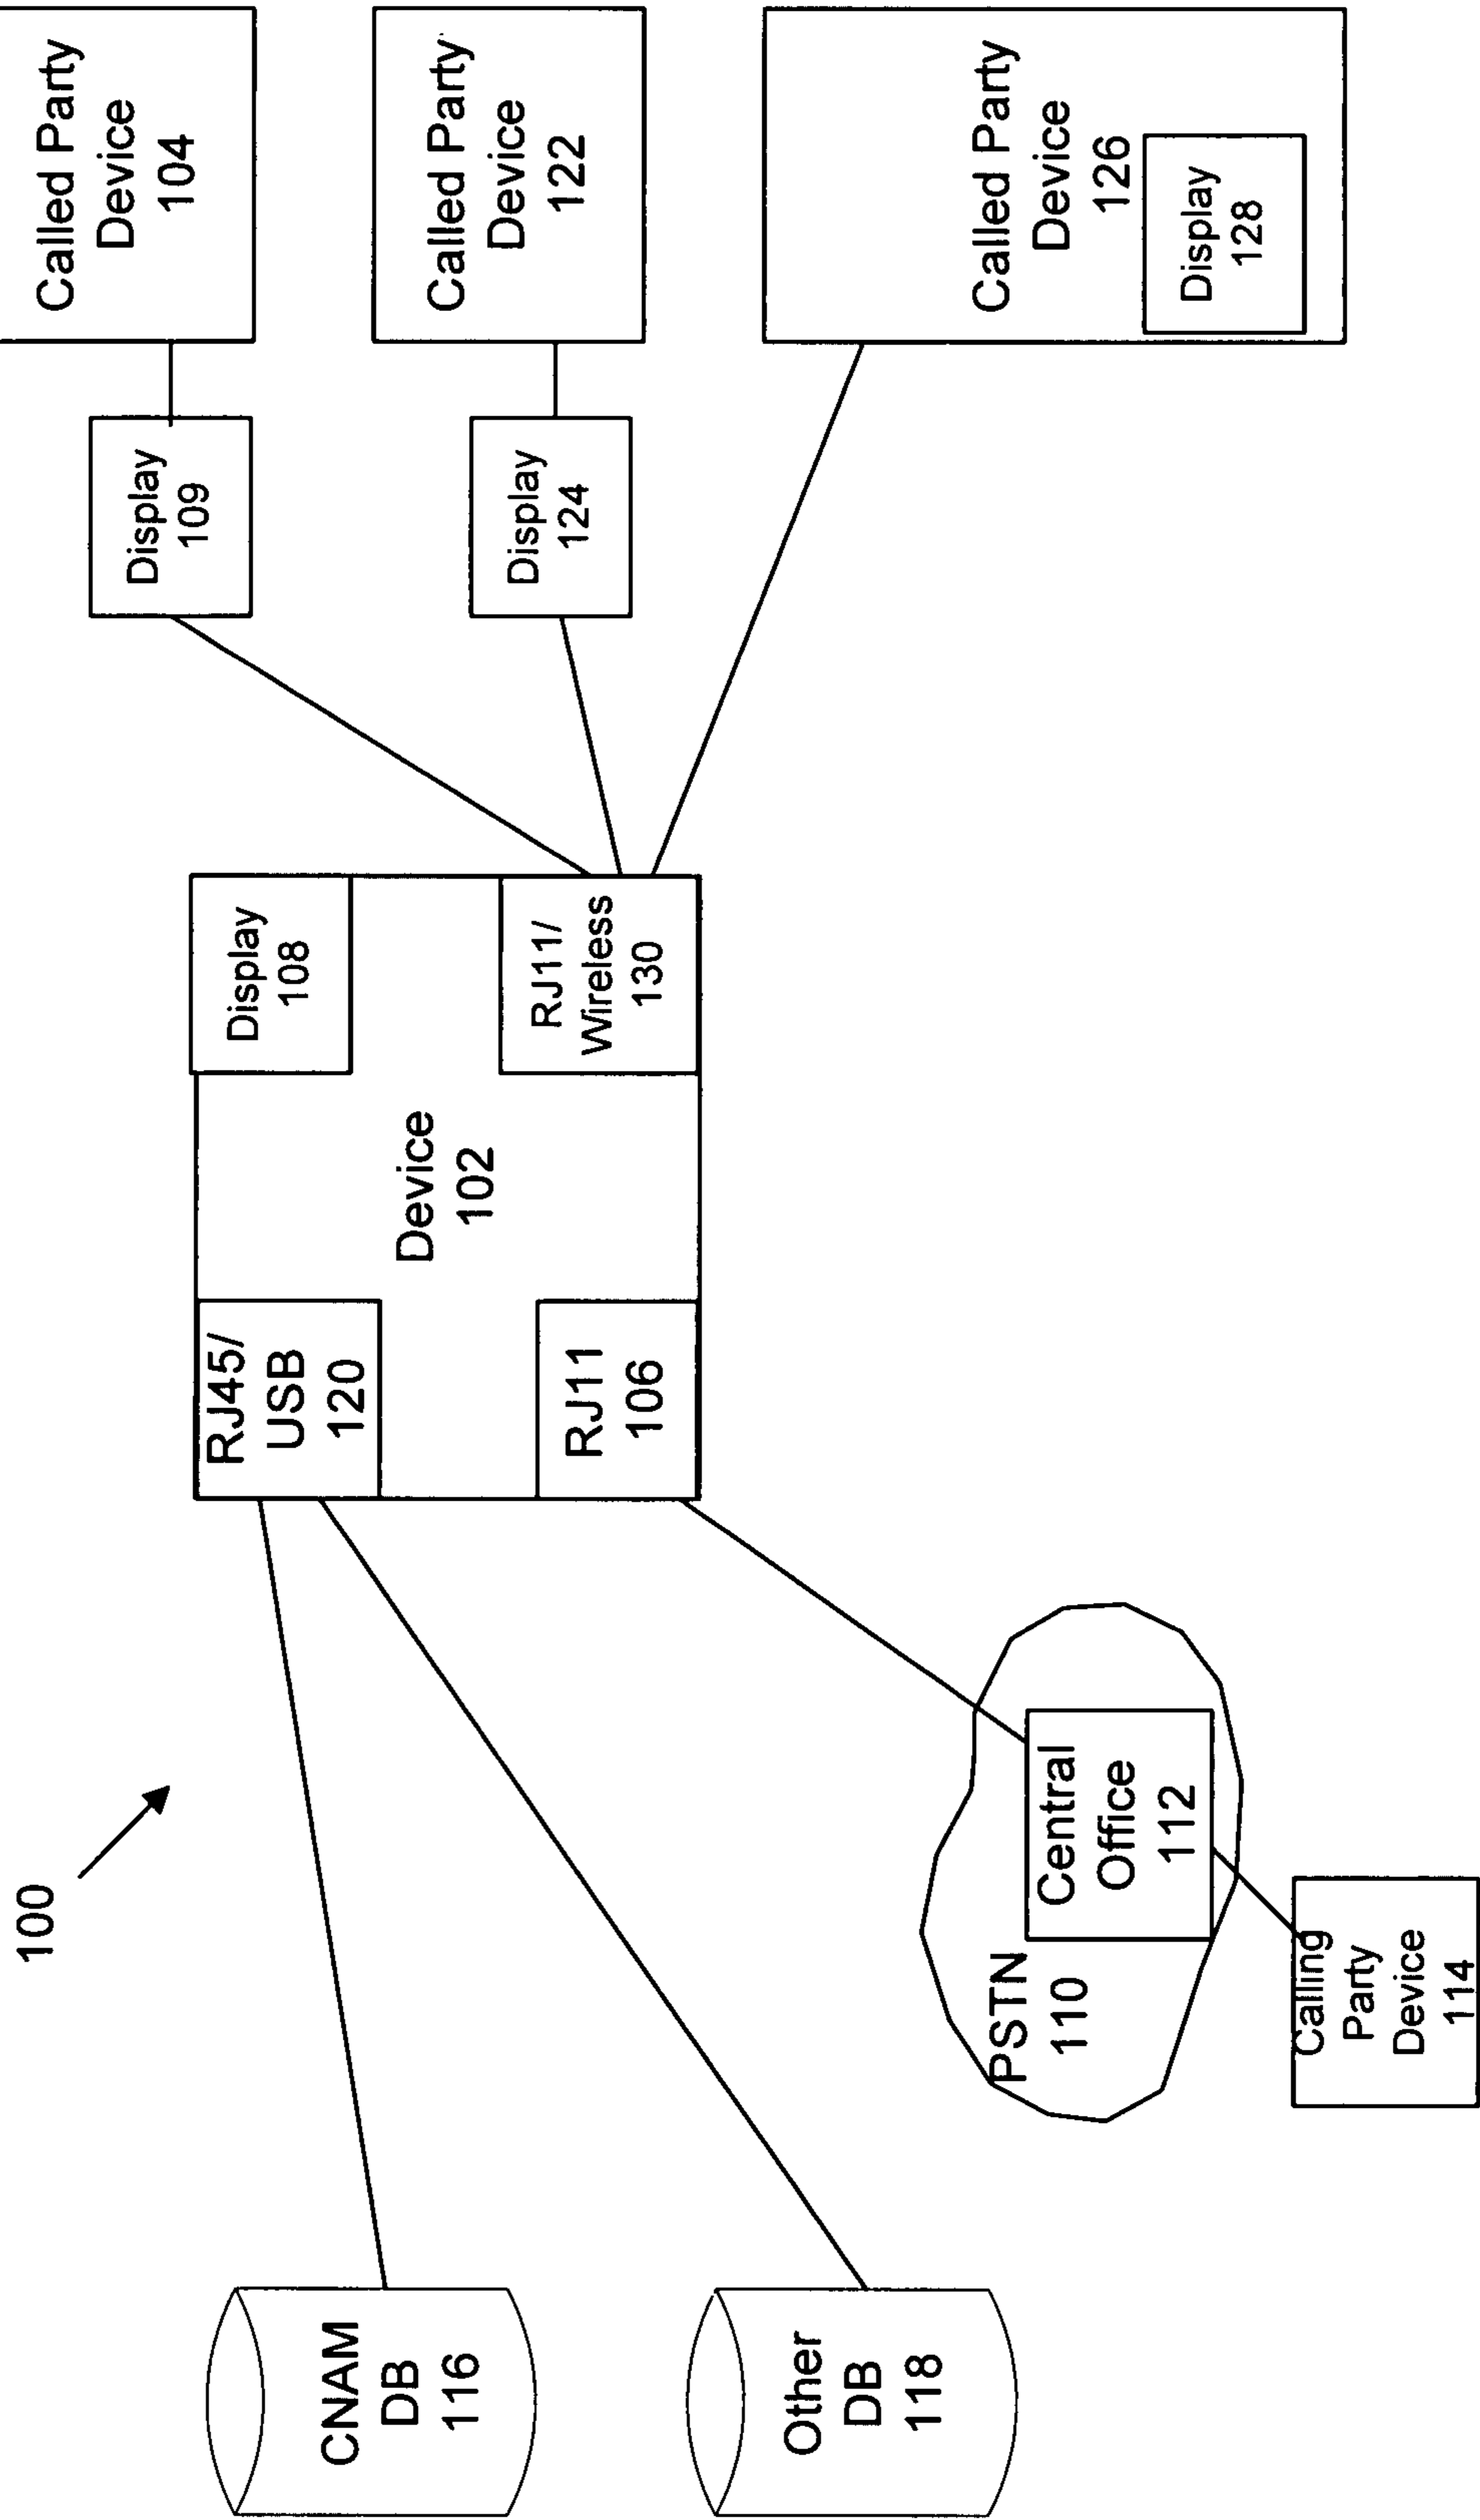 100
CNAM
DB
116
Other
DB
118
PSTN
110
Central
Office
112
Calling
Party
Device
114
RJ45/
USB
120
RJ11
106
Device
102
Display
108
RJ11/
Wireless
130
Display
109
Display
124
Called Party
Device
104
Called Party
Device
122
Called Party
Device
126
Display
128